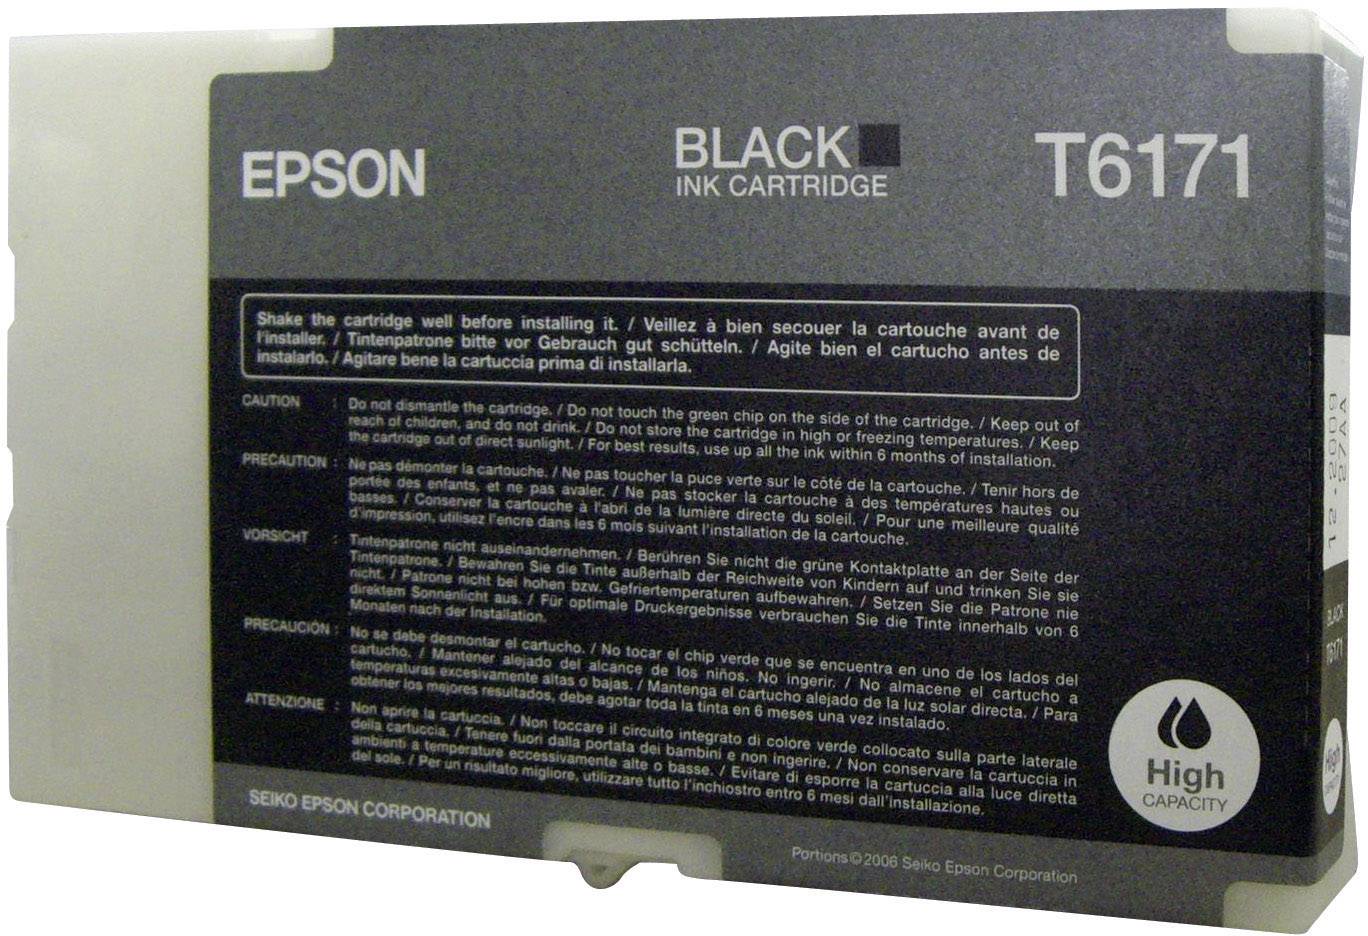 EPSON
BLACK
INK CARTRIDGE
T6171
Shake the cartridge well before installing it. / Veillez à bien secouer la cartouche avant de
l'installer. / Tintenpatrone bitte vor Gebrauch gut schütteln. / Agite bien el cartucho antes de
instalarlo. / Agitare bene la cartuccia prima di installarla.
CAUTION : Do not dismantle the cartridge. / Do not touch the green chip on the side of the cartridge. / Keep out of
reach of children, and do not drink. / Do not store the cartridge in high or freezing temperatures. / Keep
the cartridge out of direct sunlight. / For best results, use up all the ink within 6 months of installation.
PRECAUTION : Ne pas démonter la cartouche. / Ne pas toucher la puce verte sur le côté de la cartouche. / Tenir hors de
portée des enfants, et ne pas avaler. / Ne pas stocker la cartouche à des températures hautes ou
basses. / Conserver la cartouche à l'abri de la lumière directe du soleil. / Pour une meilleure qualité
d'impression, utilisez l'encre dans les 6 mois suivant l'installation de la cartouche.
VORSICHT : Tintenpatrone nicht auseinandernehmen. / Berühren Sie nicht die grüne Kontaktplatte an der Seite der
Tintenpatrone. / Bewahren Sie die Tinte außerhalb der Reichweite von Kindern auf und trinken Sie sie
nicht. / Patrone nicht bei hohen bzw. Gefriertemperaturen aufbewahren. / Setzen Sie die Patrone nie
direktem Sonnenlicht aus. / Für optimale Druckergebnisse verbrauchen Sie die Tinte innerhalb von 6
Monaten nach der Installation.
PRECAUCIÓN : No se debe desmontar el cartucho. / No tocar el chip verde que se encuentra en uno de los lados del
cartucho. / Mantener alejado del alcance de los niños. No ingerir. / No almacene el cartucho a
temperaturas excesivamente altas o bajas. / Mantenga el cartucho alejado de la luz solar directa. / Para
obtener los mejores resultados, debe agotar toda la tinta en 6 meses una vez instalado.
ATTENZIONE : Non aprire la cartuccia. / Non toccare il circuito integrato di colore verde collocato sulla parte laterale
della cartuccia. / Tenere fuori dalla portata dei bambini e non ingerire. / Non conservare la cartuccia in
ambienti a temperature eccessivamente alte o basse. / Evitare di esporre la cartuccia alla luce diretta
del sole. / Per un risultato migliore, utilizzare tutto l'inchiostro entro 6 mesi dall'installazione.
High
CAPACITY
SEIKO EPSON CORPORATION
Portions©2006 Seiko Epson Corporation
12.2009
27AA
BLACK
T6171
High
CAPACITY